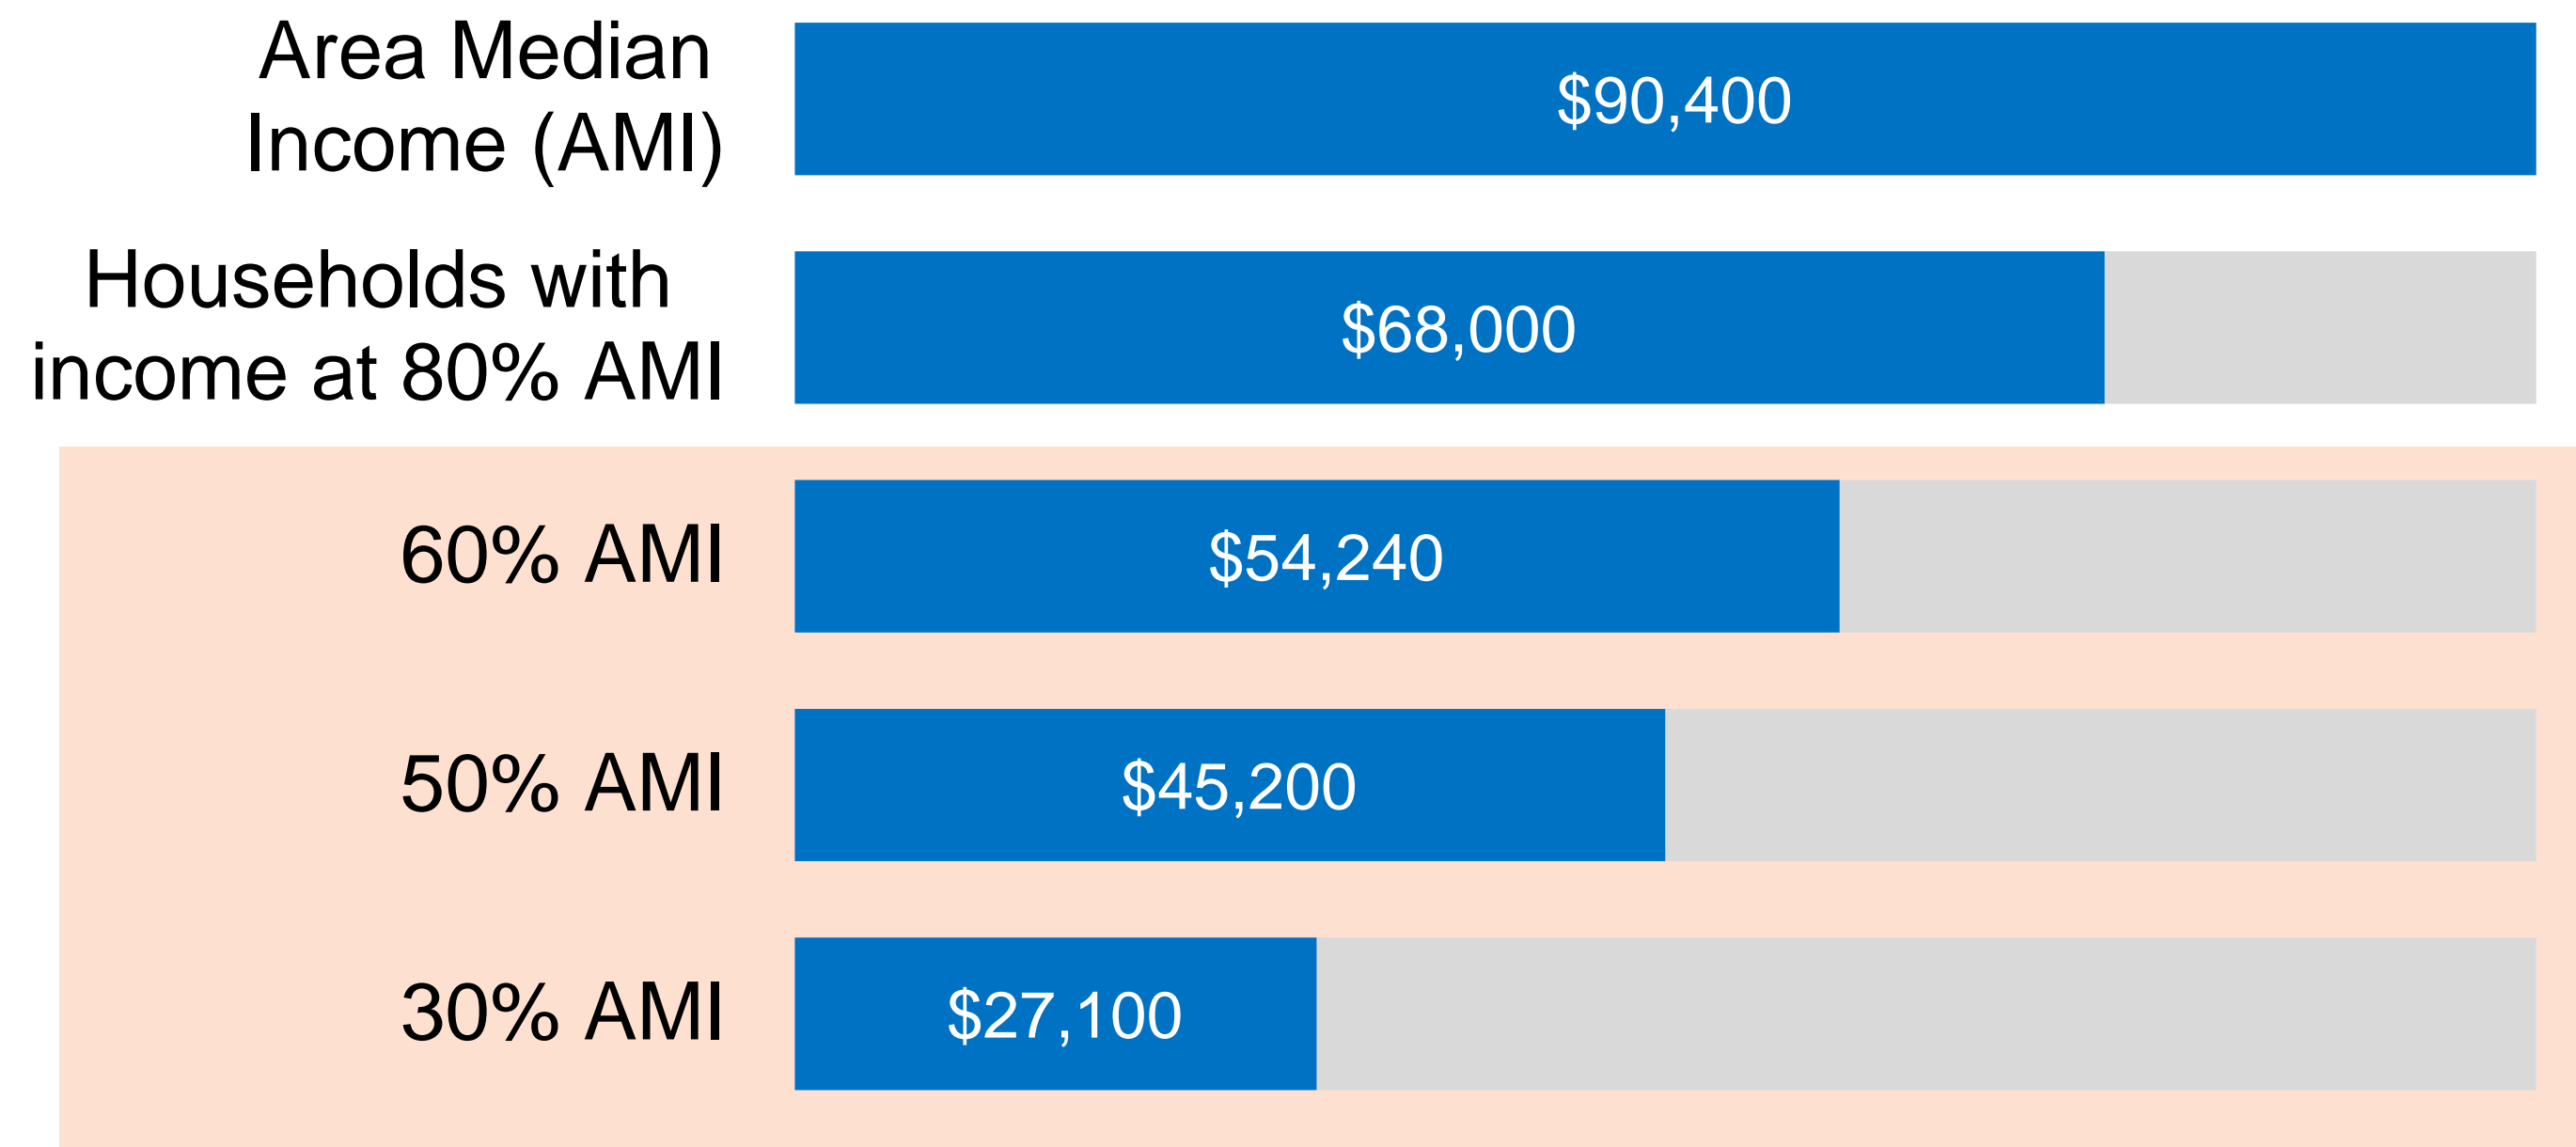 Area Median
Income (AMI)
$90,400
Households with
income at 80% AMI
$68,000
60% AMI
$54,240
50% AMI
$45,200
30% AMI
$27,100